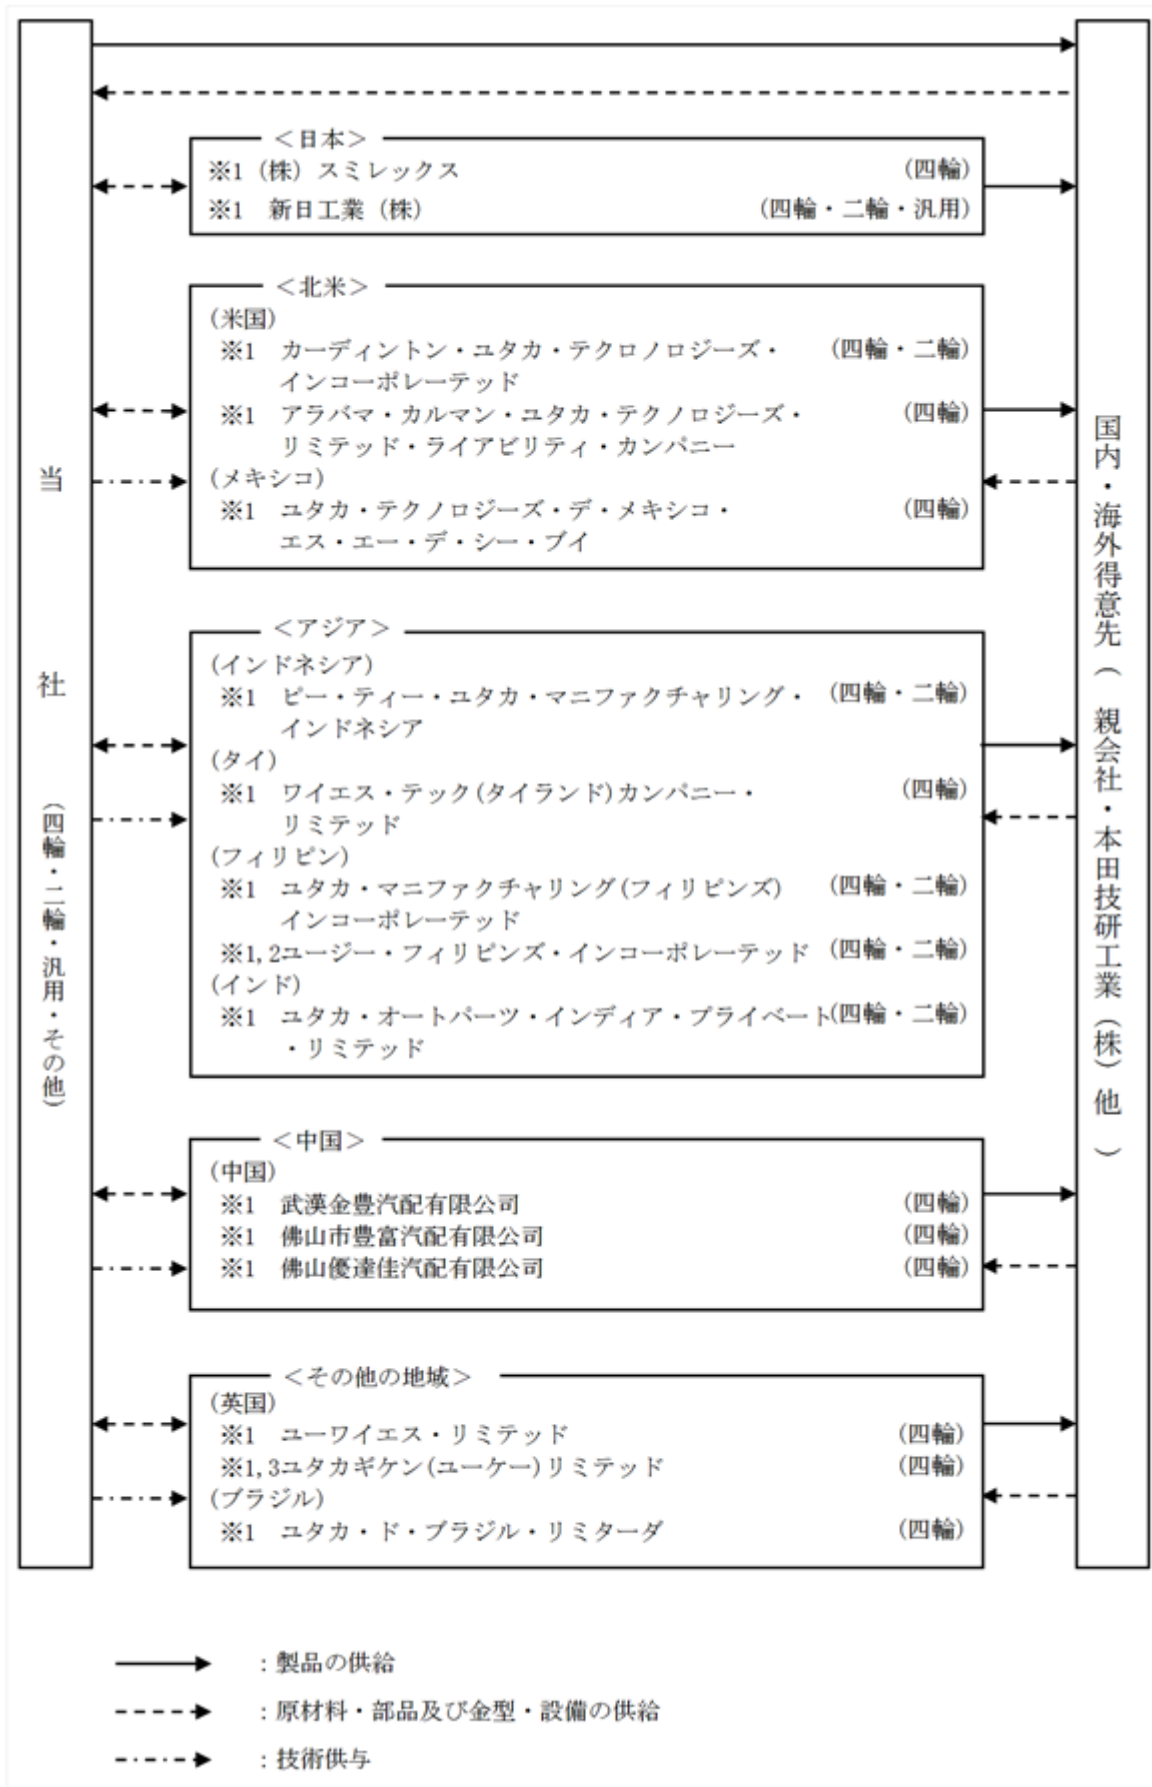 当社
(四輪・二輪・汎用・その他)
＜日本＞
※1 (株) スミレックス (四輪)
※1 新日工業 (株) (四輪・二輪・汎用)
＜北米＞
(米国)
※1 カーディントン・ユタカ・テクロノロジーズ・ (四輪・二輪)
インコーポレーテッド
※1 アラバマ・カルマン・ユタカ・テクノロジーズ・ (四輪)
リミテッド・ライアビリティ・カンパニー
(メキシコ)
※1 ユタカ・テクノロジーズ・デ・メキシコ・ (四輪)
エス・エー・デ・シー・ブイ
＜アジア＞
(インドネシア)
※1 ピー・ティー・ユタカ・マニファクチャリング・ (四輪・二輪)
インドネシア
(タイ)
※1 ワイエス・テック(タイランド)カンパニー・ (四輪)
リミテッド
(フィリピン)
※1 ユタカ・マニファクチャリング(フィリピンズ) (四輪・二輪)
インコーポレーテッド
※1,2ユージー・フィリピンズ・インコーポレーテッド (四輪・二輪)
(インド)
※1 ユタカ・オートパーツ・インディア・プライベート(四輪・二輪)
・リミテッド
＜中国＞
(中国)
※1 武漢金豊汽配有限公司 (四輪)
※1 佛山市豊富汽配有限公司 (四輪)
※1 佛山優達佳汽配有限公司 (四輪)
＜その他の地域＞
(英国)
※1 ユーワイエス・リミテッド (四輪)
※1,3ユタカギケン(ユーケー)リミテッド (四輪)
(ブラジル)
※1 ユタカ・ド・ブラジル・リミターダ (四輪)
国内・海外得意先(親会社・本田技研工業(株)他)
：製品の供給
：原材料・部品及び金型・設備の供給
：技術供与